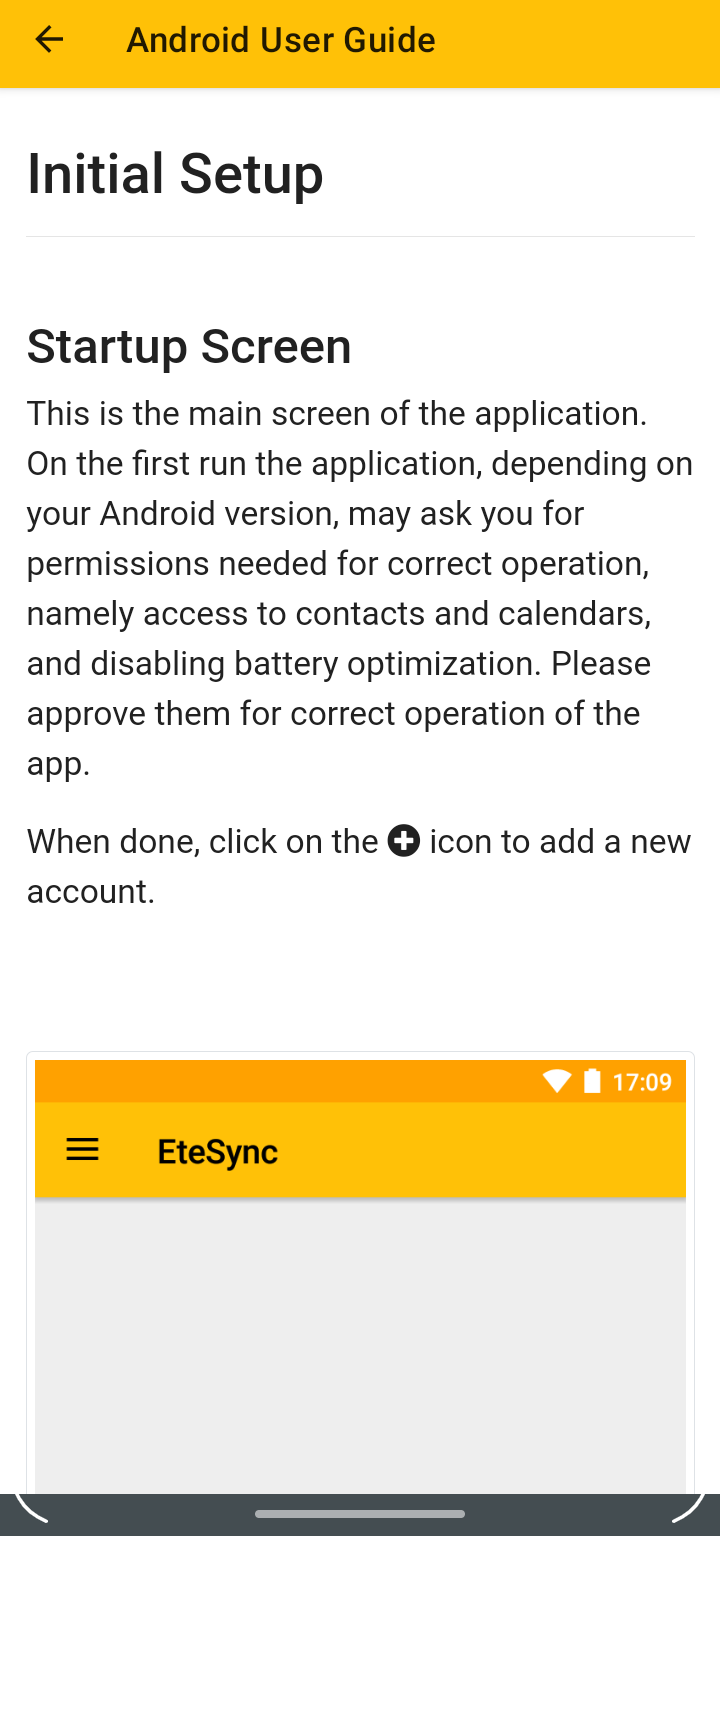 Android User Guide
Initial Setup
Startup Screen
This is the main screen of the application.
On the first run the application, depending on
your Android version, may ask you for
permissions needed for correct operation,
namely access to contacts and calendars,
and disabling battery optimization. Please
approve them for correct operation of the
app.
When done, click on the icon to add a new
account.
17:09
EteSync